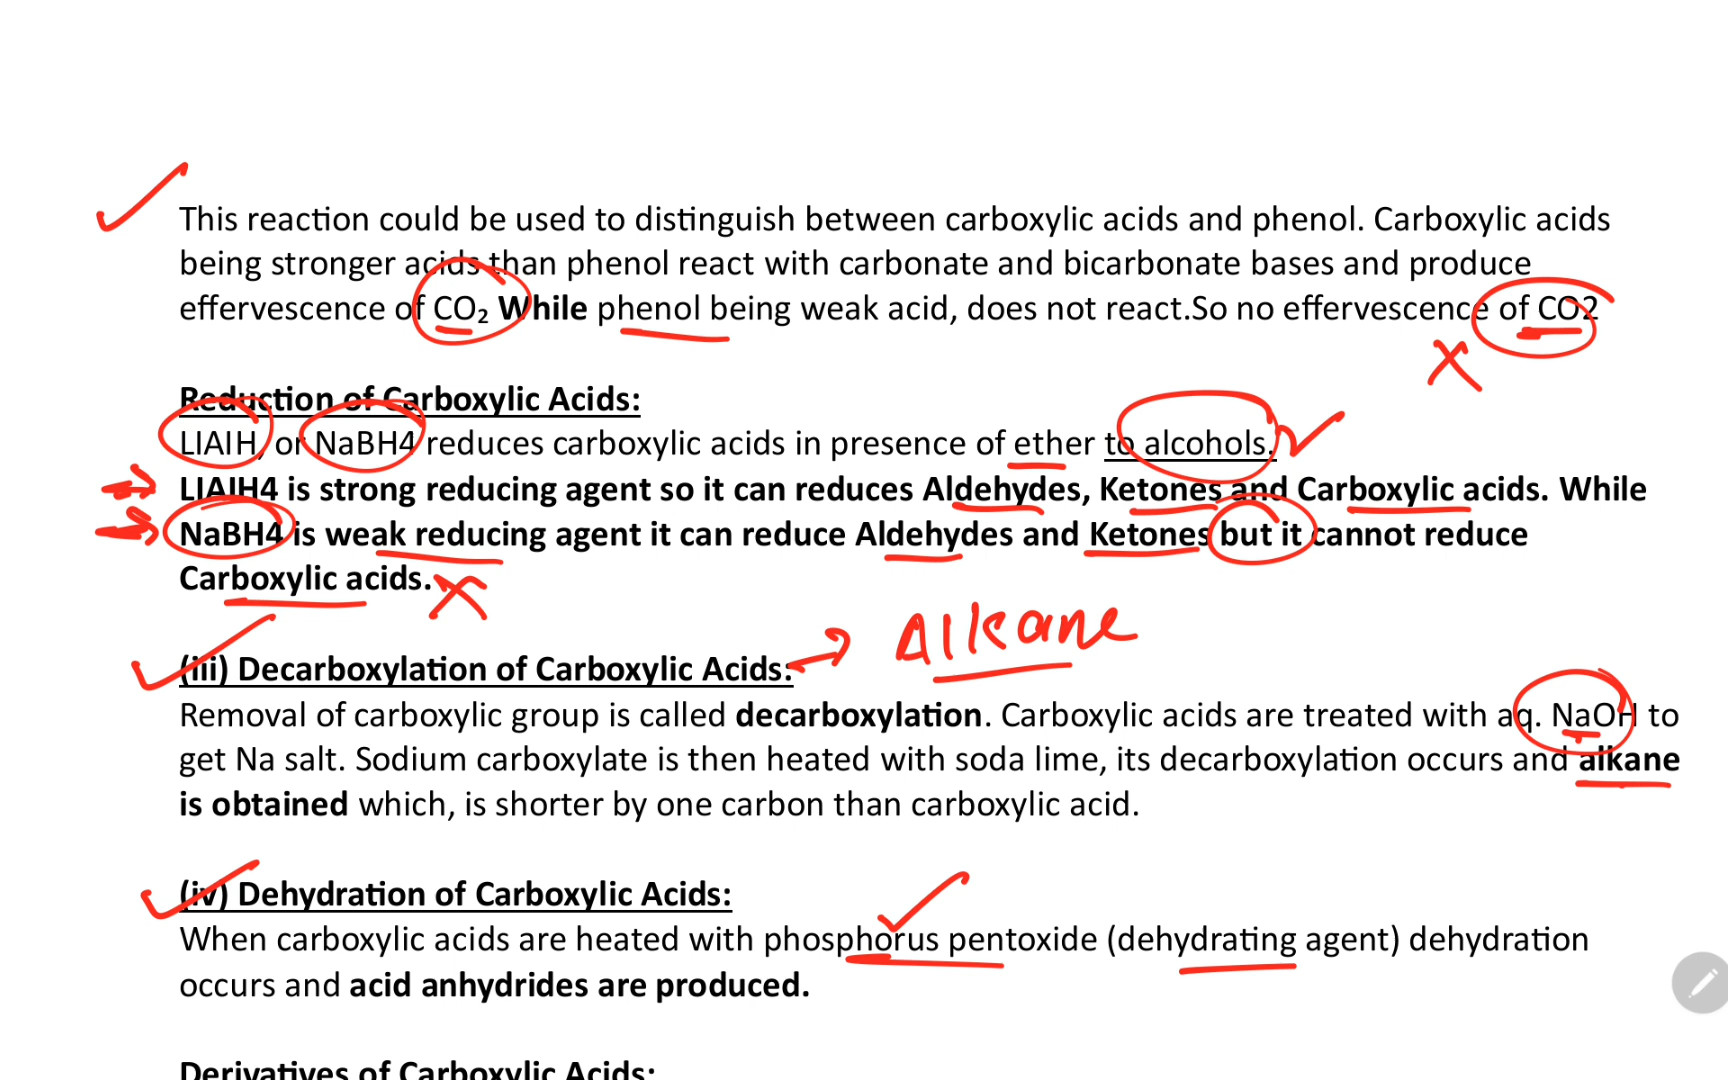 This reaction could be used to distinguish between carboxylic acids and phenol. Carboxylic acids
being stronger acids than phenol react with carbonate and bicarbonate bases and produce
effervescence of CO₂ While phenol being weak acid, does not react.So no effervescence of CO2
Reduction of Carboxylic Acids:
LIAIH, or NaBH4 reduces carboxylic acids in presence of ether to alcohols.
LIAIH4 is strong reducing agent so it can reduces Aldehydes, Ketones and Carboxylic acids. While
NaBH4 is weak reducing agent it can reduce Aldehydes and Ketones but it cannot reduce
Carboxylic acids.
Alkane
(iii) Decarboxylation of Carboxylic Acids:
Removal of carboxylic group is called decarboxylation. Carboxylic acids are treated with aq. NaOH to
get Na salt. Sodium carboxylate is then heated with soda lime, its decarboxylation occurs and alkane
is obtained which, is shorter by one carbon than carboxylic acid.
(iv) Dehydration of Carboxylic Acids:
When carboxylic acids are heated with phosphorus pentoxide (dehydrating agent) dehydration
occurs and acid anhydrides are produced.
Derivatives of Carboxylic Acids: